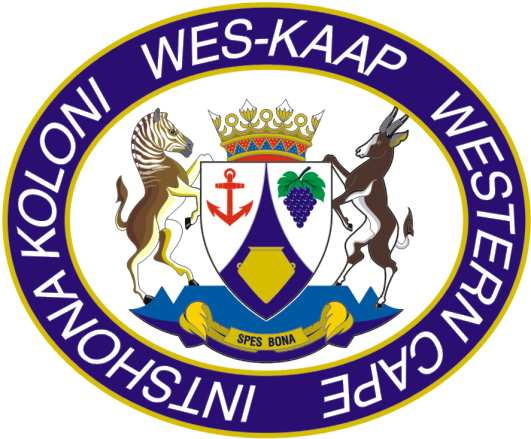 WES-KAAP
WESTERN CAPE
INTSHONA KOLONI
SPES BONA